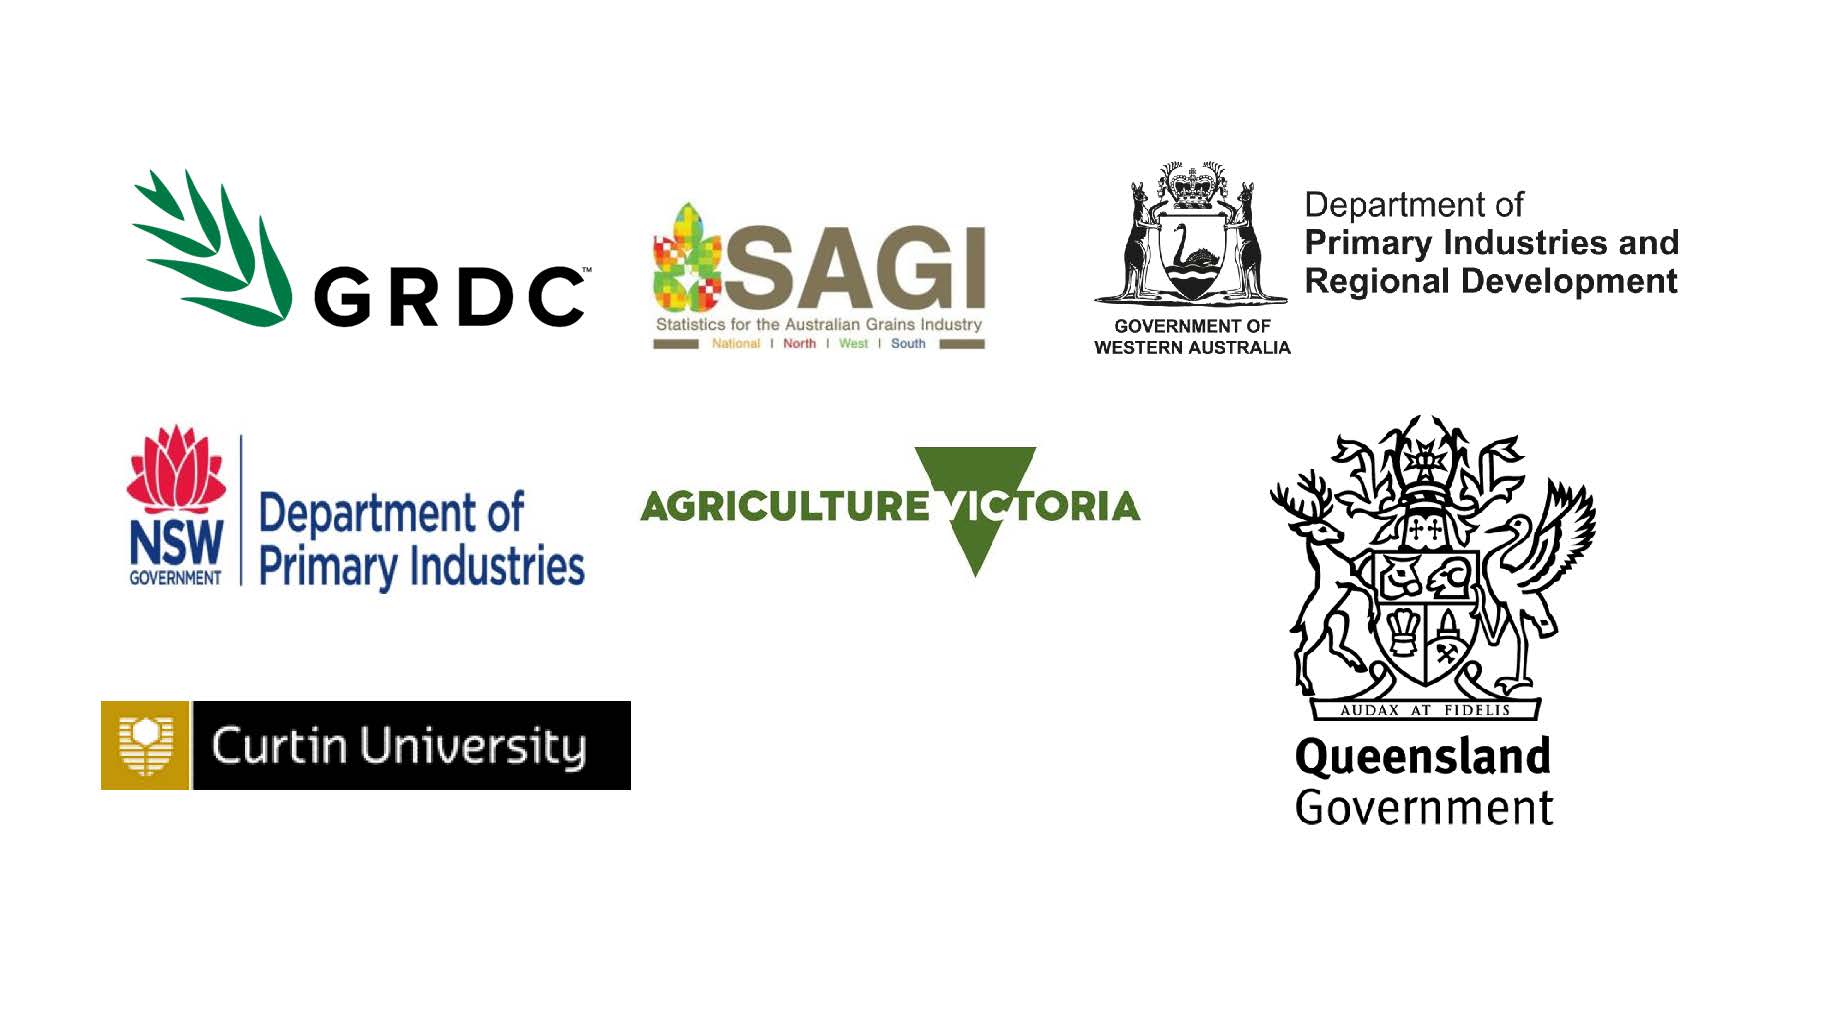 GRDC™
SAGI
Statistics for the Australian Grains Industry
National | North | West | South
GOVERNMENT OF
WESTERN AUSTRALIA
Department of
Primary Industries and
Regional Development
NSW
GOVERNMENT
Department of
Primary Industries
AGRICULTURE VICTORIA
AUDAX AT FIDELIS
Queensland
Government
Curtin University